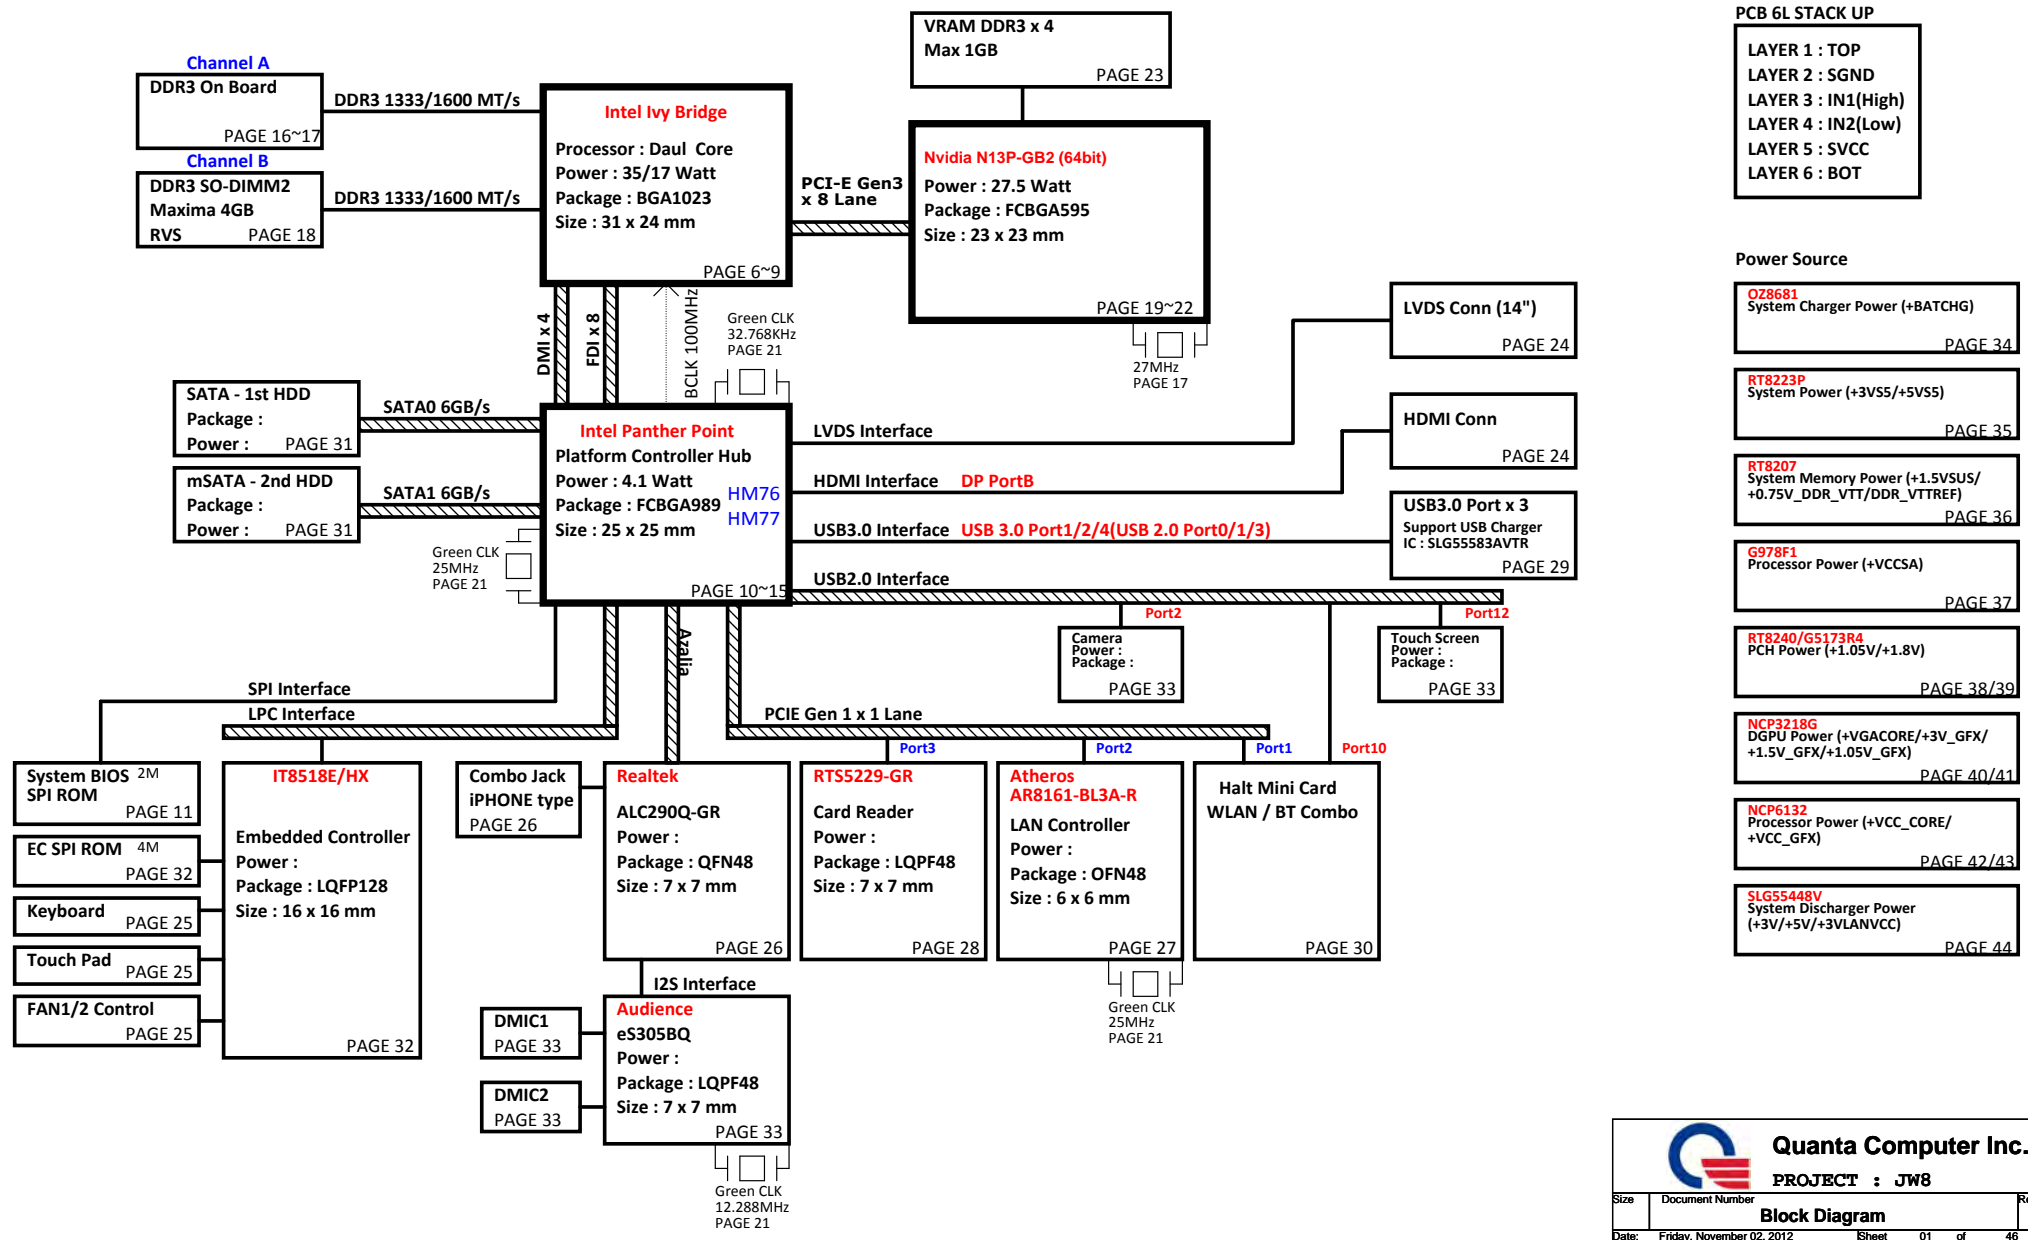 Channel A
DDR3 On Board
PAGE 16~17
DDR3 1333/1600 MT/s
Channel B
DDR3 SO-DIMM2
Maxima 4GB
RVS PAGE 18
DDR3 1333/1600 MT/s
Intel Ivy Bridge
Processor : Daul Core
Power : 35/17 Watt
Package : BGA1023
Size : 31 x 24 mm
PAGE 6~9
PCI-E Gen3
x 8 Lane
VRAM DDR3 x 4
Max 1GB
PAGE 23
Nvidia N13P-GB2 (64bit)
Power : 27.5 Watt
Package : FCBGA595
Size : 23 x 23 mm
PAGE 19~22
27MHz
PAGE 17
DMI x 4
FDI x 8
BCLK 100MHz
Green CLK
32.768KHz
PAGE 21
SATA - 1st HDD
Package :
Power : PAGE 31
SATA0 6GB/s
mSATA - 2nd HDD
Package :
Power : PAGE 31
SATA1 6GB/s
Green CLK
25MHz
PAGE 21
Intel Panther Point
Platform Controller Hub
Power : 4.1 Watt
Package : FCBGA989
Size : 25 x 25 mm
HM76
HM77
PAGE 10~15
LVDS Interface
HDMI Interface DP PortB
USB3.0 Interface USB 3.0 Port1/2/4(USB 2.0 Port0/1/3)
USB2.0 Interface
LVDS Conn (14")
PAGE 24
HDMI Conn
PAGE 24
USB3.0 Port x 3
Support USB Charger
IC : SLG55583AVTR
PAGE 29
Port2
Camera
Power :
Package :
PAGE 33
Port12
Touch Screen
Power :
Package :
PAGE 33
Azalia
SPI Interface
LPC Interface
PCIE Gen 1 x 1 Lane
Port3
Port2
Port1
Port10
System BIOS 2M
SPI ROM
PAGE 11
EC SPI ROM 4M
PAGE 32
Keyboard
PAGE 25
Touch Pad
PAGE 25
FAN1/2 Control
PAGE 25
IT8518E/HX
Embedded Controller
Power :
Package : LQFP128
Size : 16 x 16 mm
PAGE 32
Combo Jack
iPHONE type
PAGE 26
Realtek
ALC290Q-GR
Power :
Package : QFN48
Size : 7 x 7 mm
PAGE 26
RTS5229-GR
Card Reader
Power :
Package : LQPF48
Size : 7 x 7 mm
PAGE 28
Atheros
AR8161-BL3A-R
LAN Controller
Power :
Package : OFN48
Size : 6 x 6 mm
PAGE 27
Green CLK
25MHz
PAGE 21
Halt Mini Card
WLAN / BT Combo
PAGE 30
I2S Interface
DMIC1
PAGE 33
DMIC2
PAGE 33
Audience
eS305BQ
Power :
Package : LQPF48
Size : 7 x 7 mm
PAGE 33
Green CLK
12.288MHz
PAGE 21
PCB 6L STACK UP
LAYER 1 : TOP
LAYER 2 : SGND
LAYER 3 : IN1(High)
LAYER 4 : IN2(Low)
LAYER 5 : SVCC
LAYER 6 : BOT
Power Source
OZ8681
System Charger Power (+BATCHG)
PAGE 34
RT8223P
System Power (+3VS5/+5VS5)
PAGE 35
RT8207
System Memory Power (+1.5VSUS/
+0.75V_DDR_VTT/DDR_VTTREF)
PAGE 36
G978F1
Processor Power (+VCCSA)
PAGE 37
RT8240/G5173R4
PCH Power (+1.05V/+1.8V)
PAGE 38/39
NCP3218G
DGPU Power (+VGACORE/+3V_GFX/
+1.5V_GFX/+1.05V_GFX)
PAGE 40/41
NCP6132
Processor Power (+VCC_CORE/
+VCC_GFX)
PAGE 42/43
SLG55448V
System Discharger Power
(+3V/+5V/+3VLANVCC)
PAGE 44
Quanta Computer Inc.
PROJECT : JW8
Size Document Number
Block Diagram
Date: Friday, November 02, 2012 Sheet 01 of 46